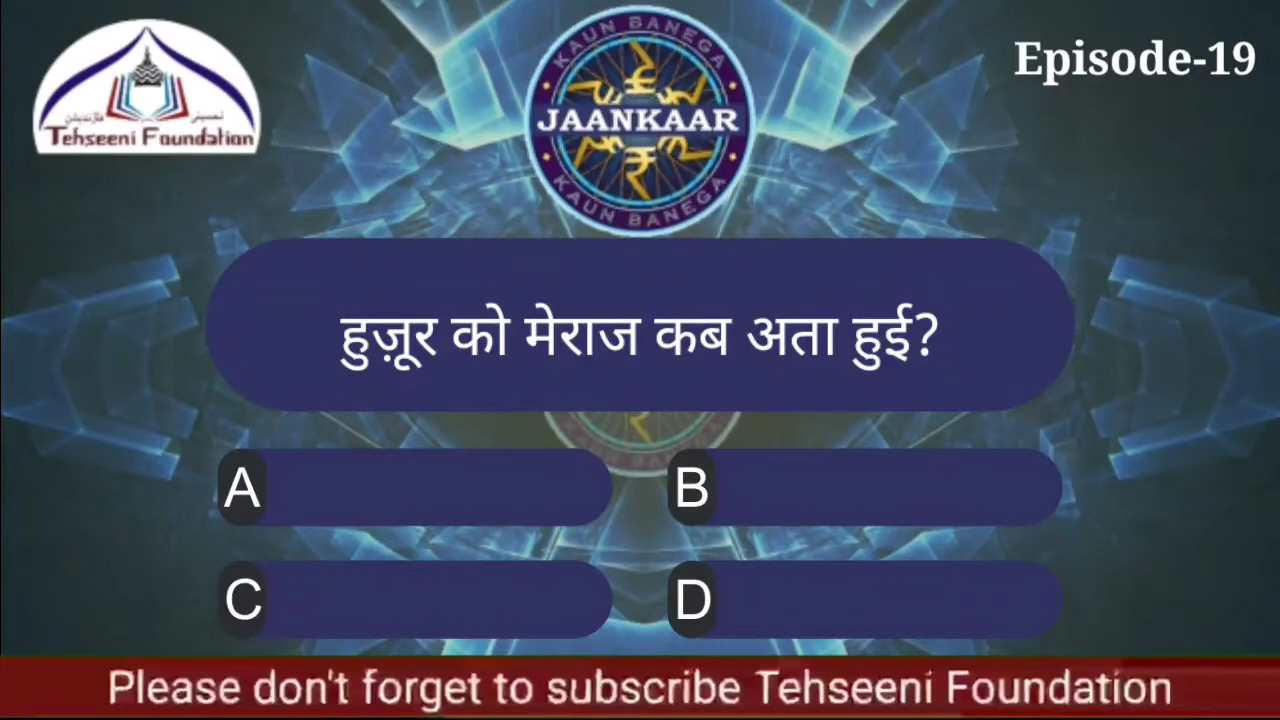 Episode-19
KAUN BANEGA
JAANKAAR
KAUN BANEGA
Tehseeni Foundation
हुज़ूर को मेराज कब अता हुई?
A
B
C
D
Please don't forget to subscribe Tehseeni Foundation